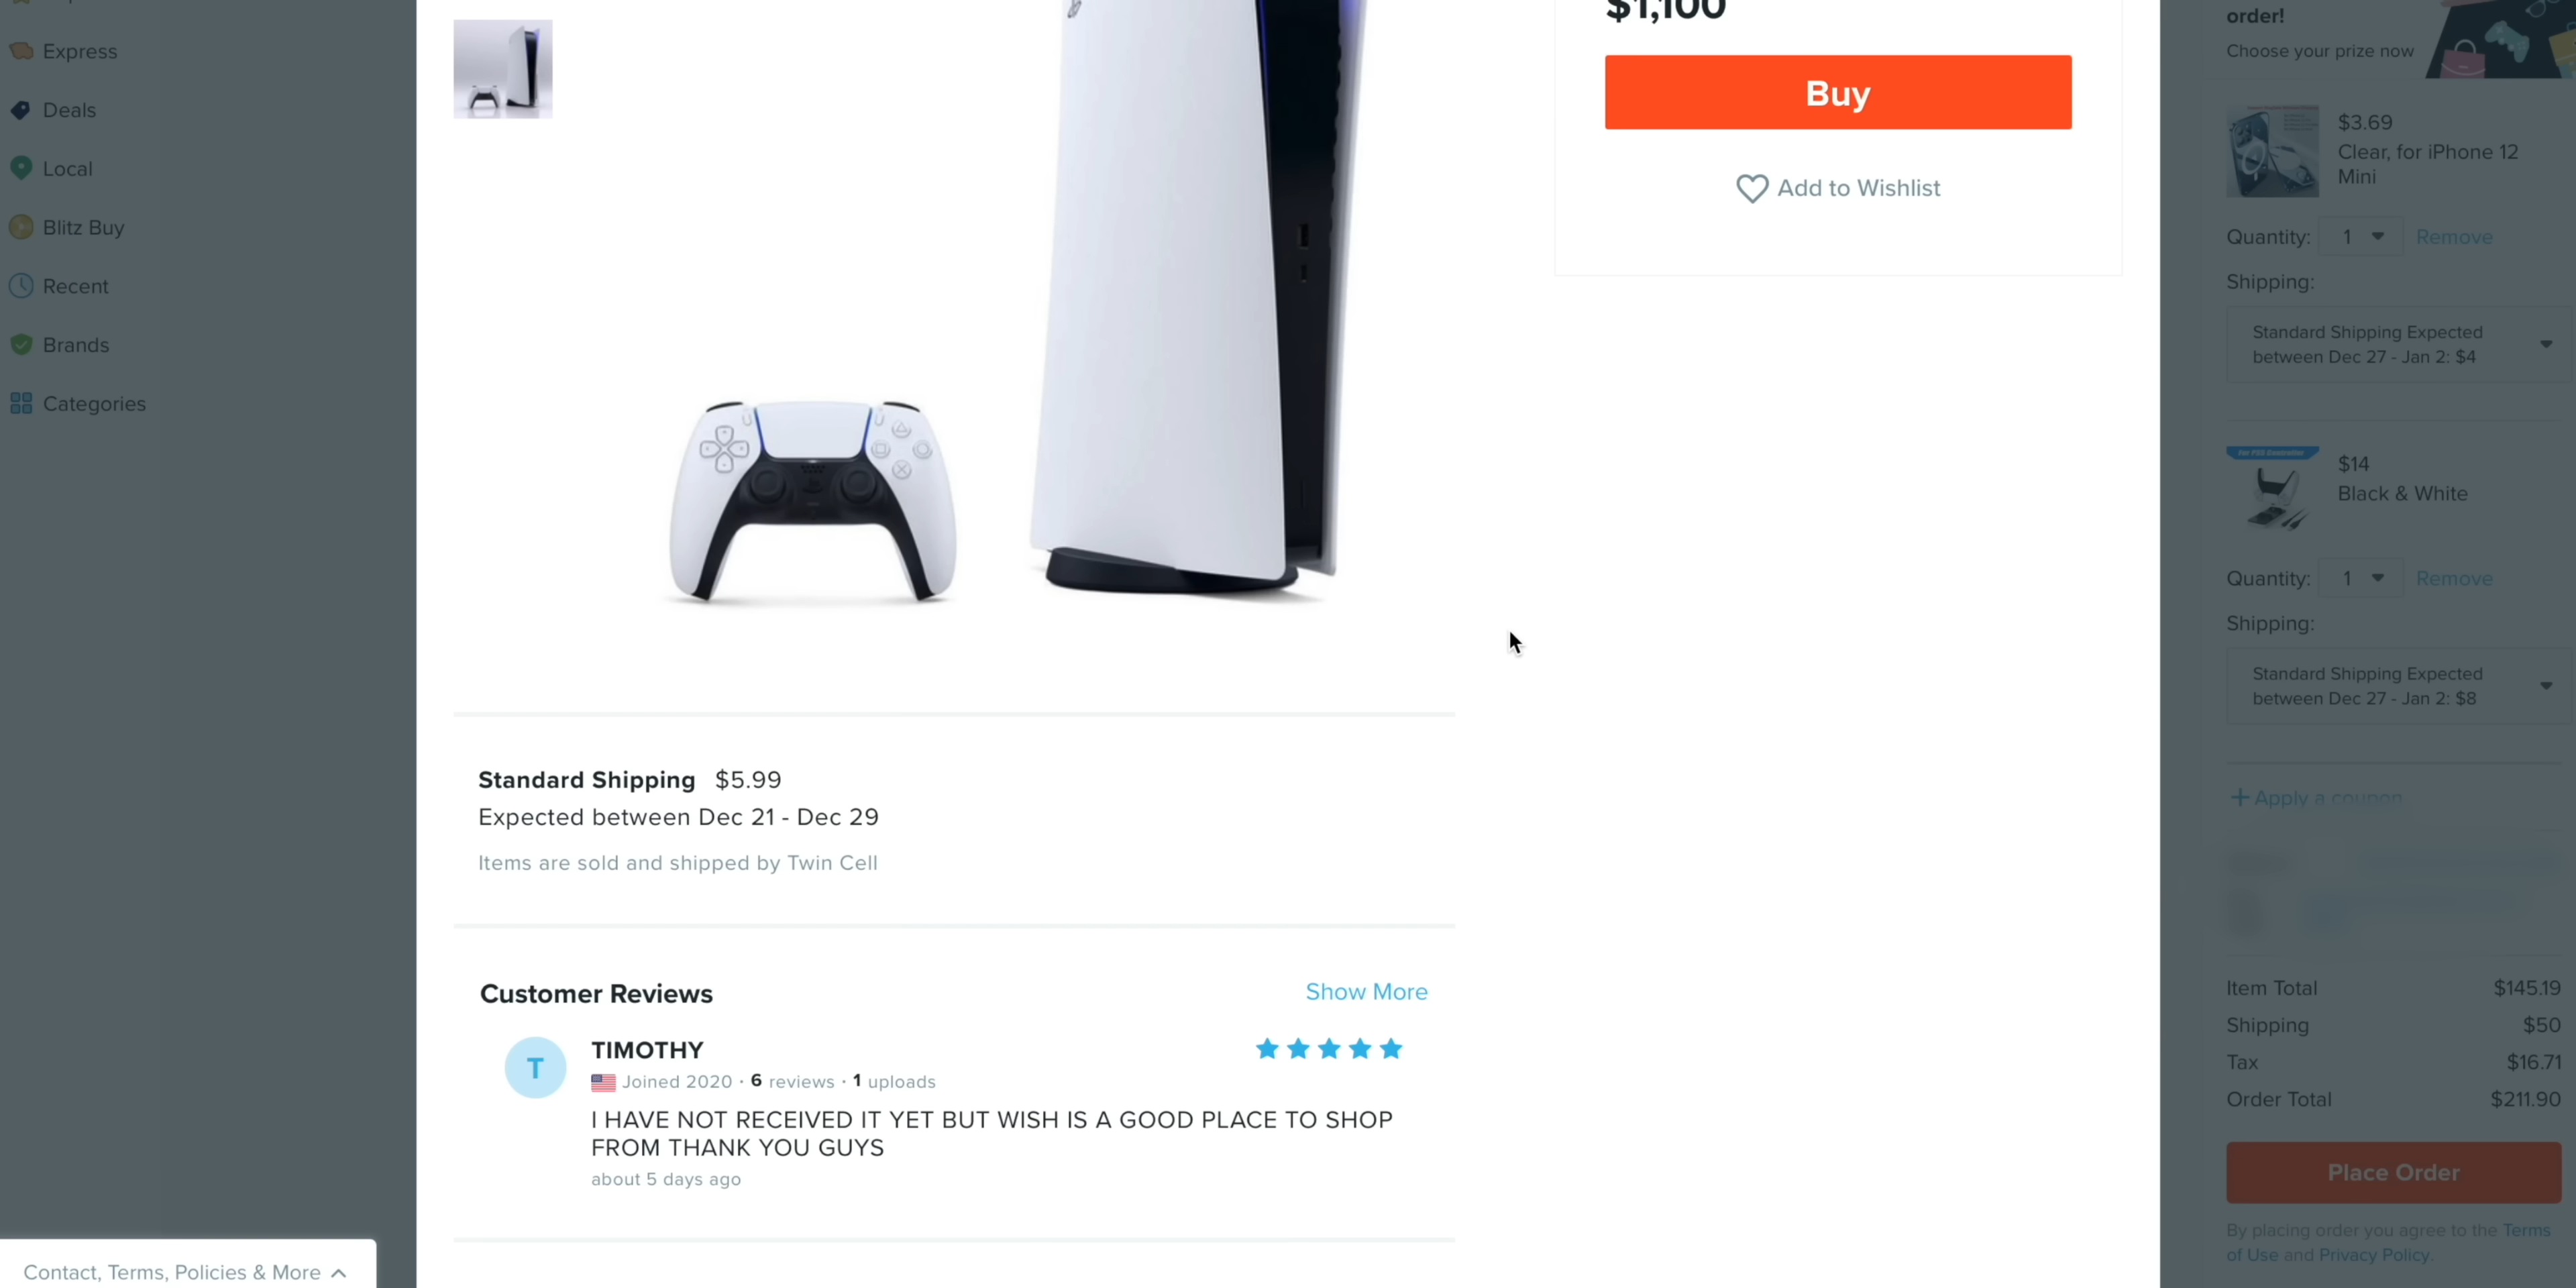 Express
Deals
Local
Blitz Buy
Recent
Brands
Categories
Contact, Terms, Policies & More
$1,100
Buy
Add to Wishlist
Standard Shipping $5.99
Expected between Dec 21 - Dec 29
Items are sold and shipped by Twin Cell
Customer Reviews
Show More
T
TIMOTHY
Joined 2020 · 6 reviews · 1 uploads
I HAVE NOT RECEIVED IT YET BUT WISH IS A GOOD PLACE TO SHOP
FROM THANK YOU GUYS
about 5 days ago
order!
Choose your prize now
$3.69
Clear, for iPhone 12
Mini
Quantity: 1 Remove
Shipping:
Standard Shipping Expected
between Dec 27 - Jan 2: $4
$14
Black & White
Quantity: 1 Remove
Shipping:
Standard Shipping Expected
between Dec 27 - Jan 2: $8
+ Apply a coupon
Item Total $145.19
Shipping $50
Tax $16.71
Order Total $211.90
Place Order
By placing order you agree to the Terms
of Use and Privacy Policy.